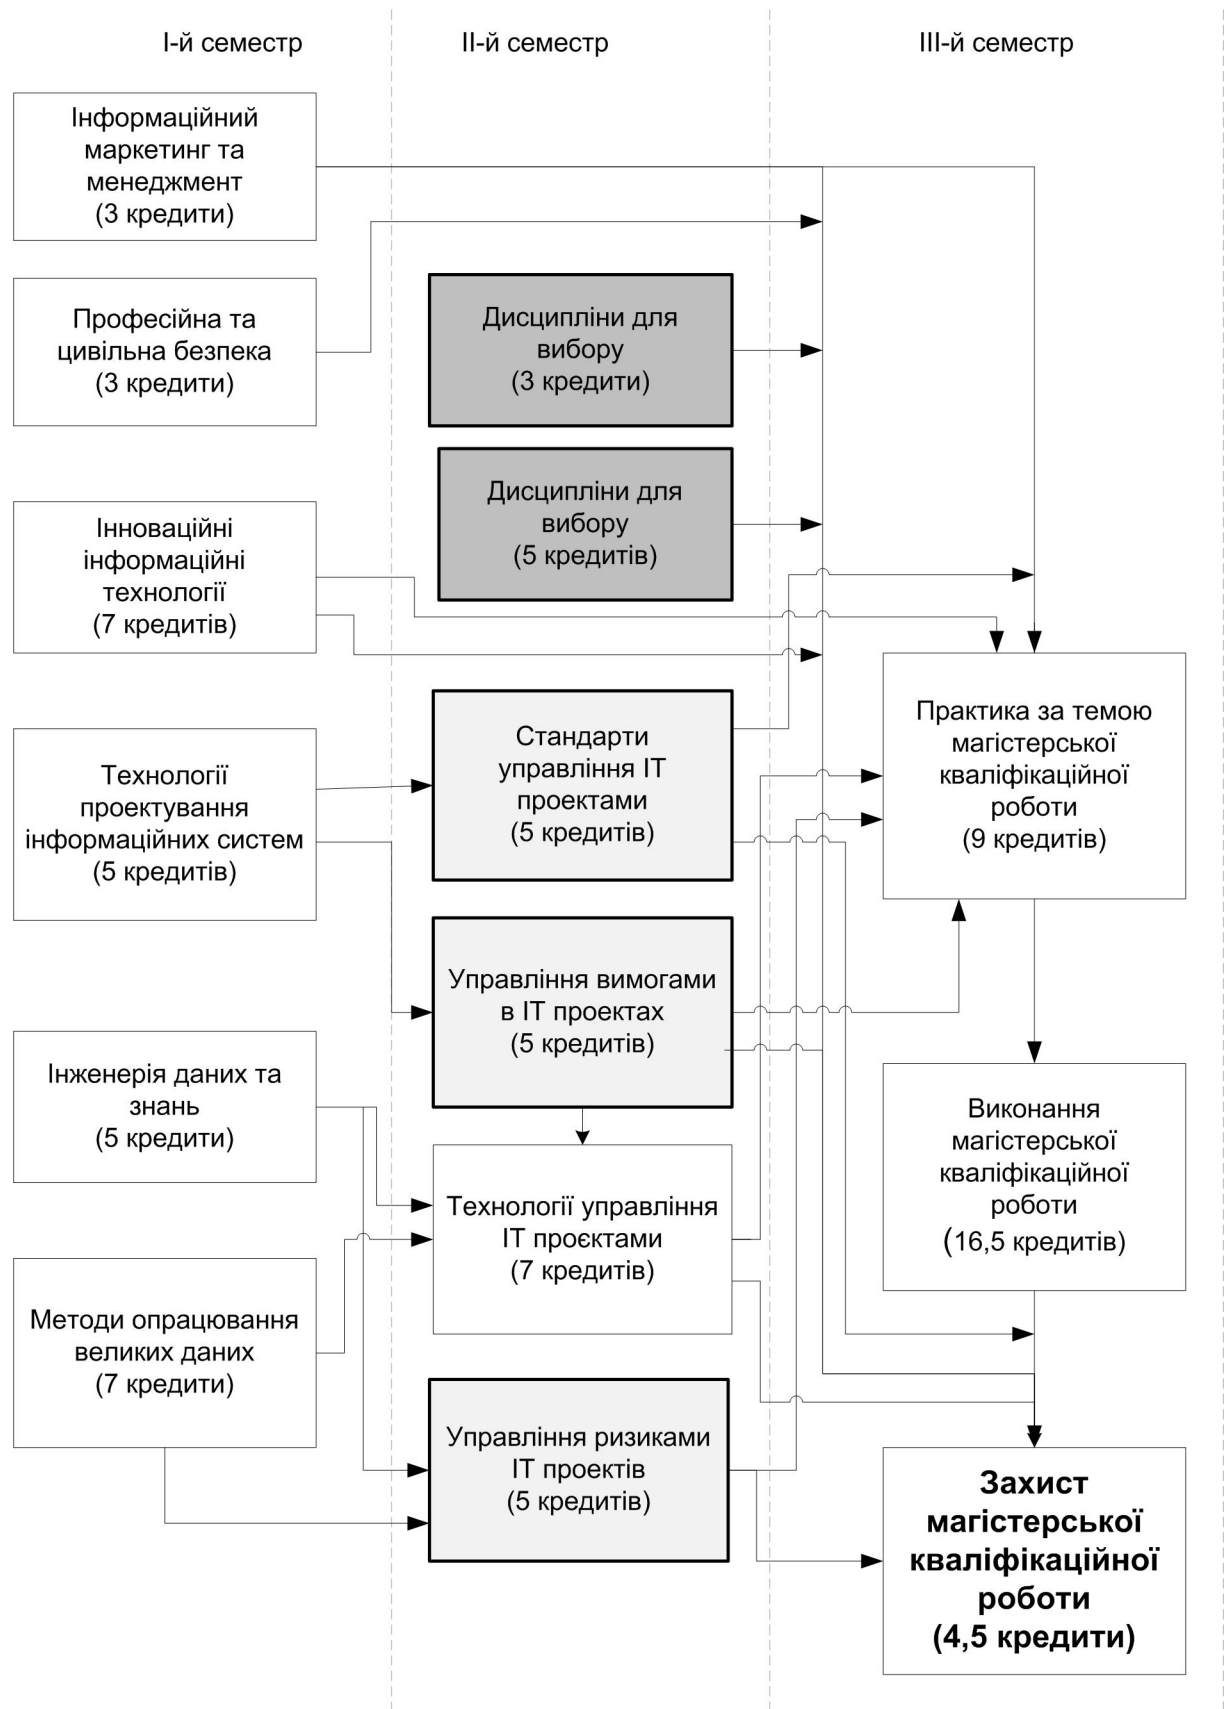 І-й семестр
ІІ-й семестр
ІІІ-й семестр
Інформаційний
маркетинг та
менеджмент
(3 кредити)
Професійна та
цивільна безпека
(3 кредити)
Інноваційні
інформаційні
технології
(7 кредитів)
Технології
проектування
інформаційних систем
(5 кредитів)
Інженерія даних та
знань
(5 кредити)
Методи опрацювання
великих даних
(7 кредити)
Дисципліни для
вибору
(3 кредити)
Дисципліни для
вибору
(5 кредитів)
Стандарти
управління ІТ
проектами
(5 кредитів)
Управління вимогами
в ІТ проектах
(5 кредитів)
Технології управління
ІТ проєктами
(7 кредитів)
Управління ризиками
ІТ проектів
(5 кредитів)
Практика за темою
магістерської
кваліфікаційної
роботи
(9 кредитів)
Виконання
магістерської
кваліфікаційної
роботи
(16,5 кредитів)
Захист
магістерської
кваліфікаційної
роботи
(4,5 кредити)